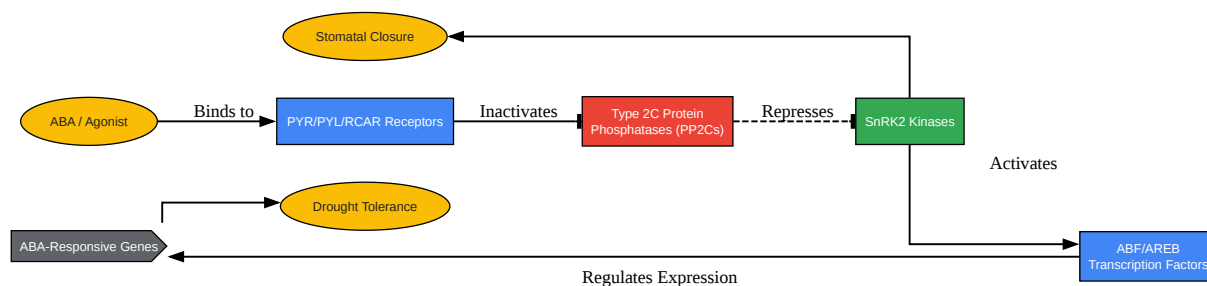 Stomatal Closure
ABA / Agonist
Binds to
PYR/PYL/RCAR Receptors
Inactivates
Type 2C Protein
Phosphatases (PP2Cs)
Represses
SnRK2 Kinases
Activates
Drought Tolerance
ABA-Responsive Genes
ABF/AREB
Transcription Factors
Regulates Expression